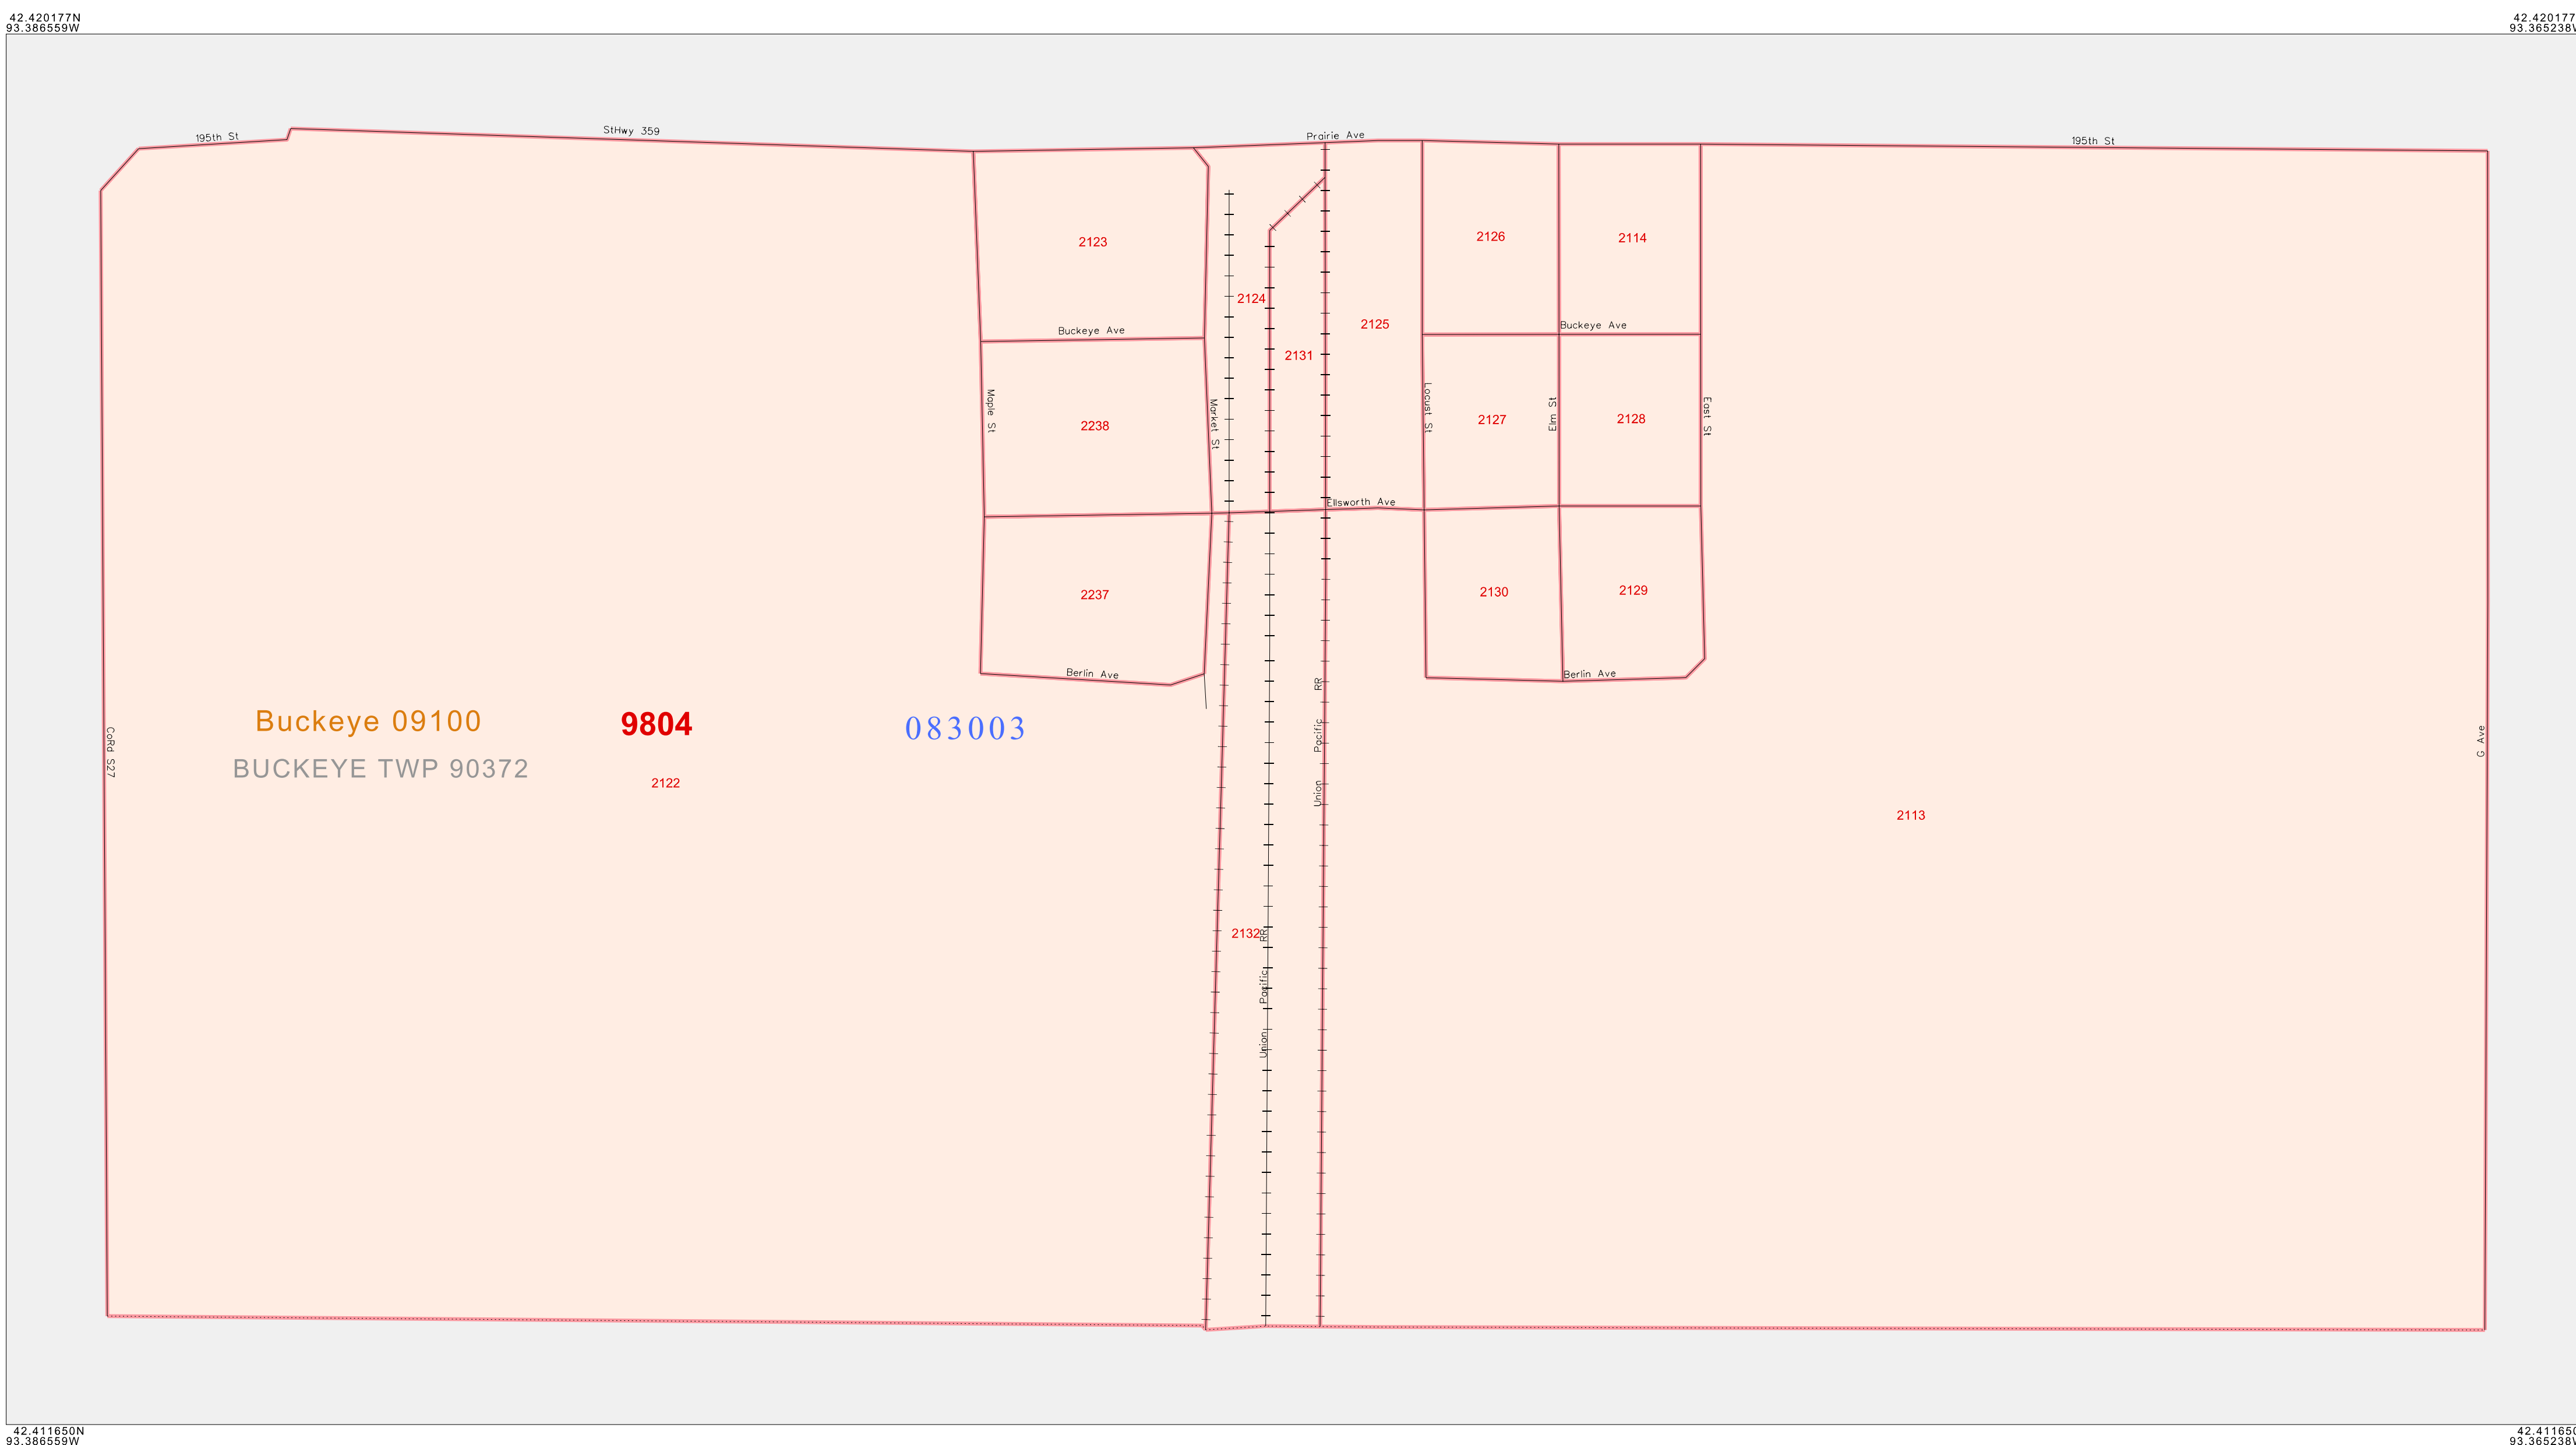 42.420177N
93.386559W
42.420177
93.365238W
195th St
StHwy 359
Prairie Ave
195th St
2123
2126
2114
2124
2125
Buckeye Ave
Buckeye Ave
2131
Maple St
Market St
Locust St
Elm St
East St
2238
2127
2128
Ellsworth Ave
2237
2130
2129
Berlin Ave
Berlin Ave
Union Pacific RR
CoRd S27
G Ave
Buckeye 09100
9804
083003
BUCKEYE TWP 90372
2122
2113
2132
Union Pacific RR
42.411650N
93.386559W
42.411650
93.365238W